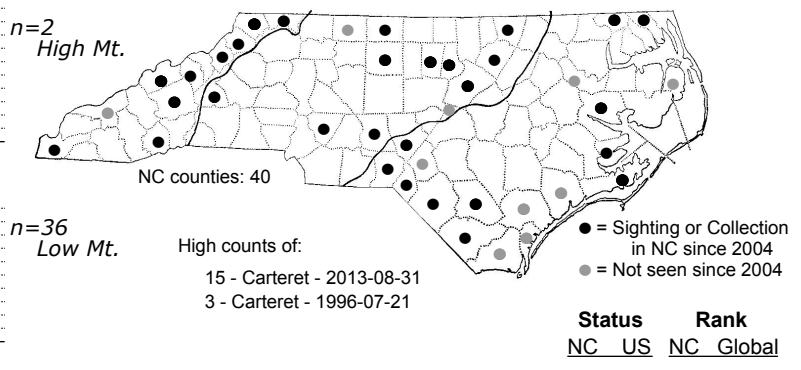 n=2
High Mt.
NC counties: 40
n=36
Low Mt.
High counts of:
15 - Carteret - 2013-08-31
3 - Carteret - 1996-07-21
= Sighting or Collection
in NC since 2004
= Not seen since 2004
Status Rank
NC US NC Global